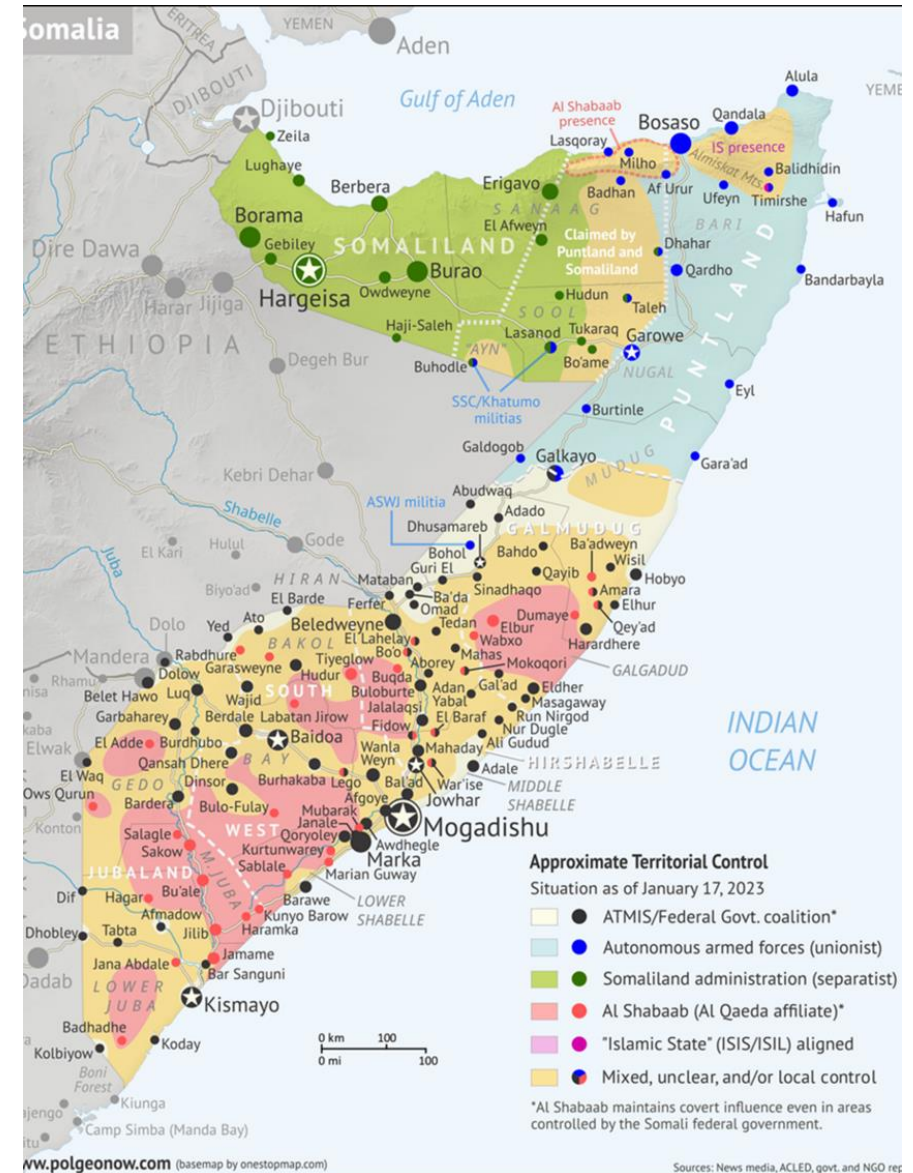 Somalia
ERITREA
YEMEN
Aden
DJIBOUTI
Djibouti
Gulf of Aden
Alula
YEME
Al Shabaab
presence
Bosaso
Qandala
IS presence
Zeila
Lasqoray
Milho
Almiskat Mts.
Balidhidin
Lughaye
Berbera
Erigavo
Badhan
Af Urur
Ufeyn
Timirshe
SANAAG
Hafun
Borama
El Afweyn
BARI
Gebiley
SOMALILAND
Claimed by
Puntland and
Somaliland
Dhahar
Dire Dawa
Burao
Qardho
Bandarbayla
Hargeisa
Owdweyne
Hudun
Taleh
PUNTLAND
Harar
Jijiga
SOOL
Haji-Saleh
Lasanod
Tukaraq
Garowe
ETHIOPIA
"AYN"
Bo'ame
Degeh Bur
Buhodle
NUGAL
SSC/Khatumo
militias
Eyl
Burtinle
Galdogob
Galkayo
MUDUG
Gara'ad
Kebri Dehar
Abudwaq
Shabelle
ASWJ militia
Adado
Dhusamareb
GALMUDUG
Juba
El Kari
Hulul
Gode
Bohol
Bahdo
Ba'adweyn
Wisil
Guri El
Qayib
Hobyo
Biyo'ad
HIRAN
Mataban
Sinadhaqo
Amara
El Barde
Ba'da
Elhur
Ferfer
Omad
Dumaye
Dolo
Ato
Tedan
Elbur
Qey'ad
Yed
Beledweyne
Wabxo
Harardhere
BAKOL
El Lahelay
Mandera
Rabdhure
Bo'o
Mahas
Garasweyne
Tiyeglow
Aborey
Mokoqori
GALGADUD
Rhamu
Dolow
Hudur
Buqda
nisa
Belet Hawo
Luq
Wajid
SOUTH
Buloburte
Adan
Yabal
Gal'ad
Eldher
Masagaway
Garbaharey
Berdale
Labatan Jirow
Jalalaqsi
Run Nirgod
INDIAN
OCEAN
kaba
Fidow
El Baraf
Nur Dugle
El Adde
Burdhubo
Baidoa
Wanla
Weyn
Mahaday
Ali Gudud
Elwak
Qansah Dhere
BAY
HIRSHABELLE
El Waq
GEDO
Dinsor
Burhakaba
Lego
War'ise
Adale
Bal'ad
MIDDLE
SHABELLE
Ows Qurun
Bardera
Bulo-Fulay
Afgoye
Jowhar
Mubarak
Konton
Salagle
WEST
Janale
Mogadishu
Qoryoley
Awdhegle
Sakow
Kurtunwarey
Marka
Sablale
Marian Guway
JUBALAND
M. JUBA
Bu'ale
LOWER
SHABELLE
Dif
Hagar
Barawe
Afmadow
Kunyo Barow
Dhobley
Tabta
Jilib
Haramka
Jana Abdale
Jamame
Dadab
LOWER
JUBA
Bar Sanguni
Kismayo
Badhadhe
Kolbiyow
Koday
Boni
Forest
Kiunga
ajengo
Camp Simba (Manda Bay)
itu
0 km 100
0 mi 100
Approximate Territorial Control
Situation as of January 17, 2023
ATMIS/Federal Govt. coalition*
Autonomous armed forces (unionist)
Somaliland administration (separatist)
Al Shabaab (Al Qaeda affiliate)*
"Islamic State" (ISIS/ISIL) aligned
Mixed, unclear, and/or local control
*Al Shabaab maintains covert influence even in areas
controlled by the Somali federal government.
www.polgeonow.com (basemap by onestopmap.com)
Sources: News media, ACLED, govt. and NGO rep